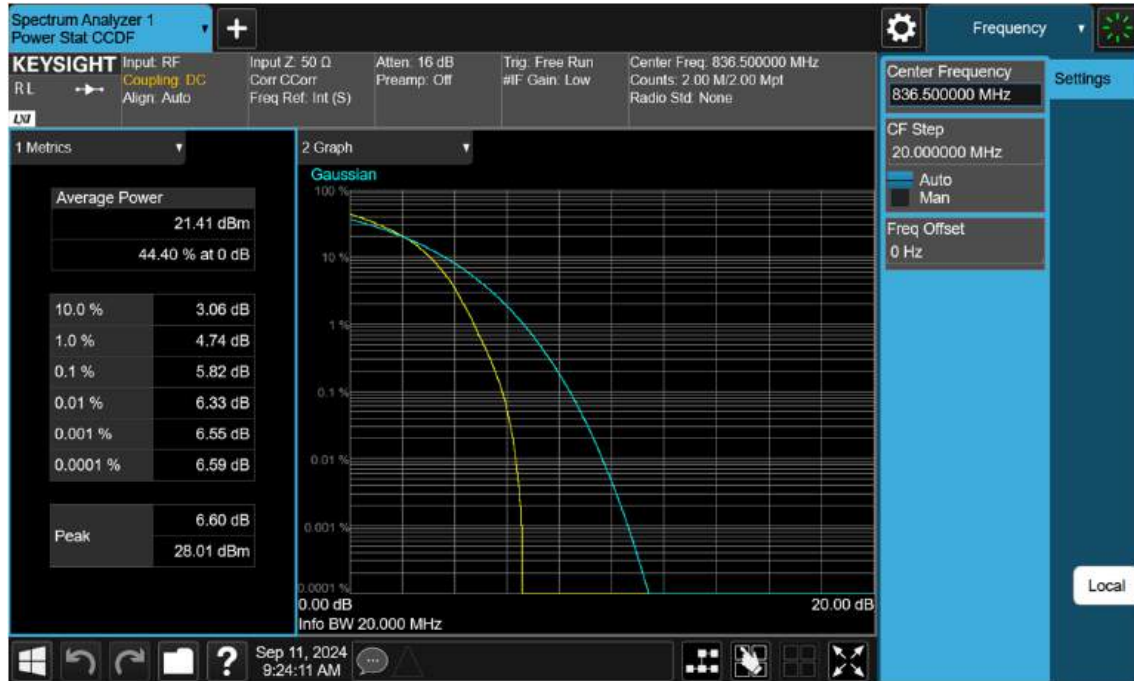 Spectrum Analyzer 1
Power Stat CCDF
Frequency
KEYSIGHT
R L
LXI
Input: RF
Coupling: DC
Align: Auto
Input Z: 50 Ω
Corr CCorr
Freq Ref: Int (S)
Atten: 16 dB
Preamp: Off
Trig: Free Run
#IF Gain: Low
Center Freq: 836.500000 MHz
Counts: 2.00 M/2.00 Mpt
Radio Std: None
Center Frequency
836.500000 MHz
Settings
CF Step
20.000000 MHz
Auto
Man
Freq Offset
0 Hz
1 Metrics
Average Power
21.41 dBm
44.40 % at 0 dB
10.0 % 3.06 dB
1.0 % 4.74 dB
0.1 % 5.82 dB
0.01 % 6.33 dB
0.001 % 6.55 dB
0.0001 % 6.59 dB
Peak
6.60 dB
28.01 dBm
2 Graph
Gaussian
100 %
10 %
1 %
0.1 %
0.01 %
0.001 %
0.0001 %
0.00 dB 20.00 dB
Info BW 20.000 MHz
Local
?
Sep 11, 2024
9:24:11 AM